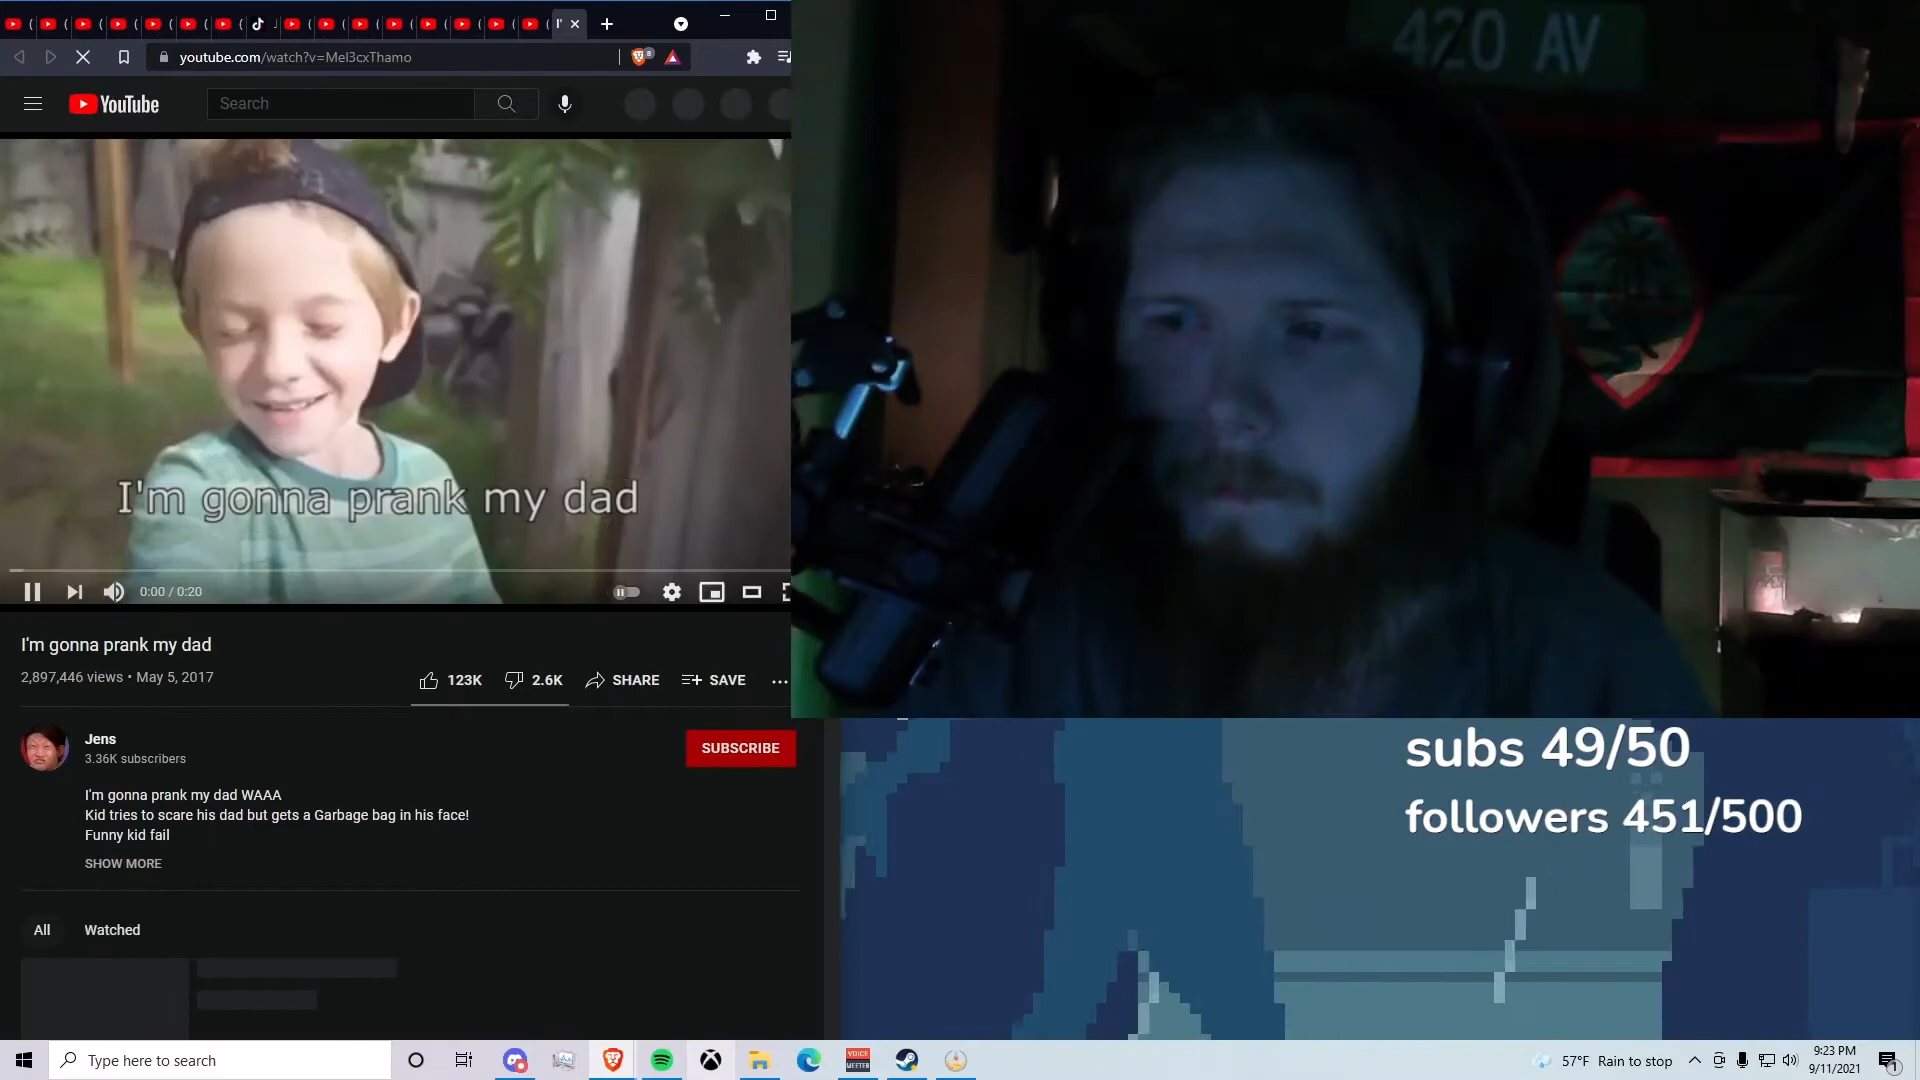 youtube.com/watch?v=Mel3cxThamo
8
YouTube
Search
420 AV
I'm gonna prank my dad
0:00 / 0:20
I'm gonna prank my dad
2,897,446 views • May 5, 2017
123K
2.6K
SHARE
SAVE
Jens
3.36K subscribers
SUBSCRIBE
I'm gonna prank my dad WAAA
Kid tries to scare his dad but gets a Garbage bag in his face!
Funny kid fail
SHOW MORE
All
Watched
subs 49/50
followers 451/500
Type here to search
VOICE
MEETER
57°F Rain to stop
9:23 PM
9/11/2021
1